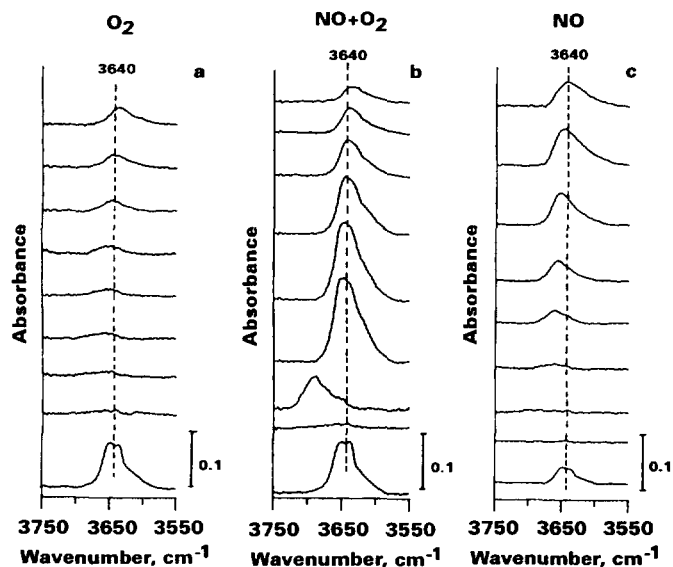 O2
NO+O2
NO
3640
3640
3640
a
b
c
Absorbance
Absorbance
Absorbance
0.1
0.1
0.1
3750 3650 3550
3750 3650 3550
3750 3650 3550
Wavenumber, cm-1
Wavenumber, cm-1
Wavenumber, cm-1